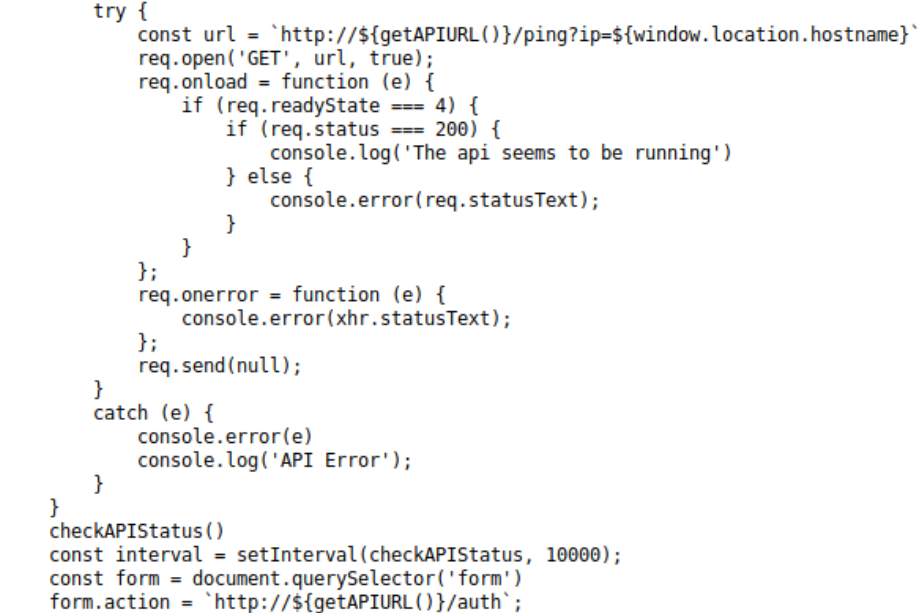 try {
const url = `http://${getAPIURL()}/ping?ip=${window.location.hostname}`
req.open('GET', url, true);
req.onload = function (e) {
if (req.readyState === 4) {
if (req.status === 200) {
console.log('The api seems to be running')
} else {
console.error(req.statusText);
}
}
};
req.onerror = function (e) {
console.error(xhr.statusText);
};
req.send(null);
}
catch (e) {
console.error(e)
console.log('API Error');
}
}
checkAPIStatus()
const interval = setInterval(checkAPIStatus, 10000);
const form = document.querySelector('form')
form.action = `http://${getAPIURL()}/auth`;